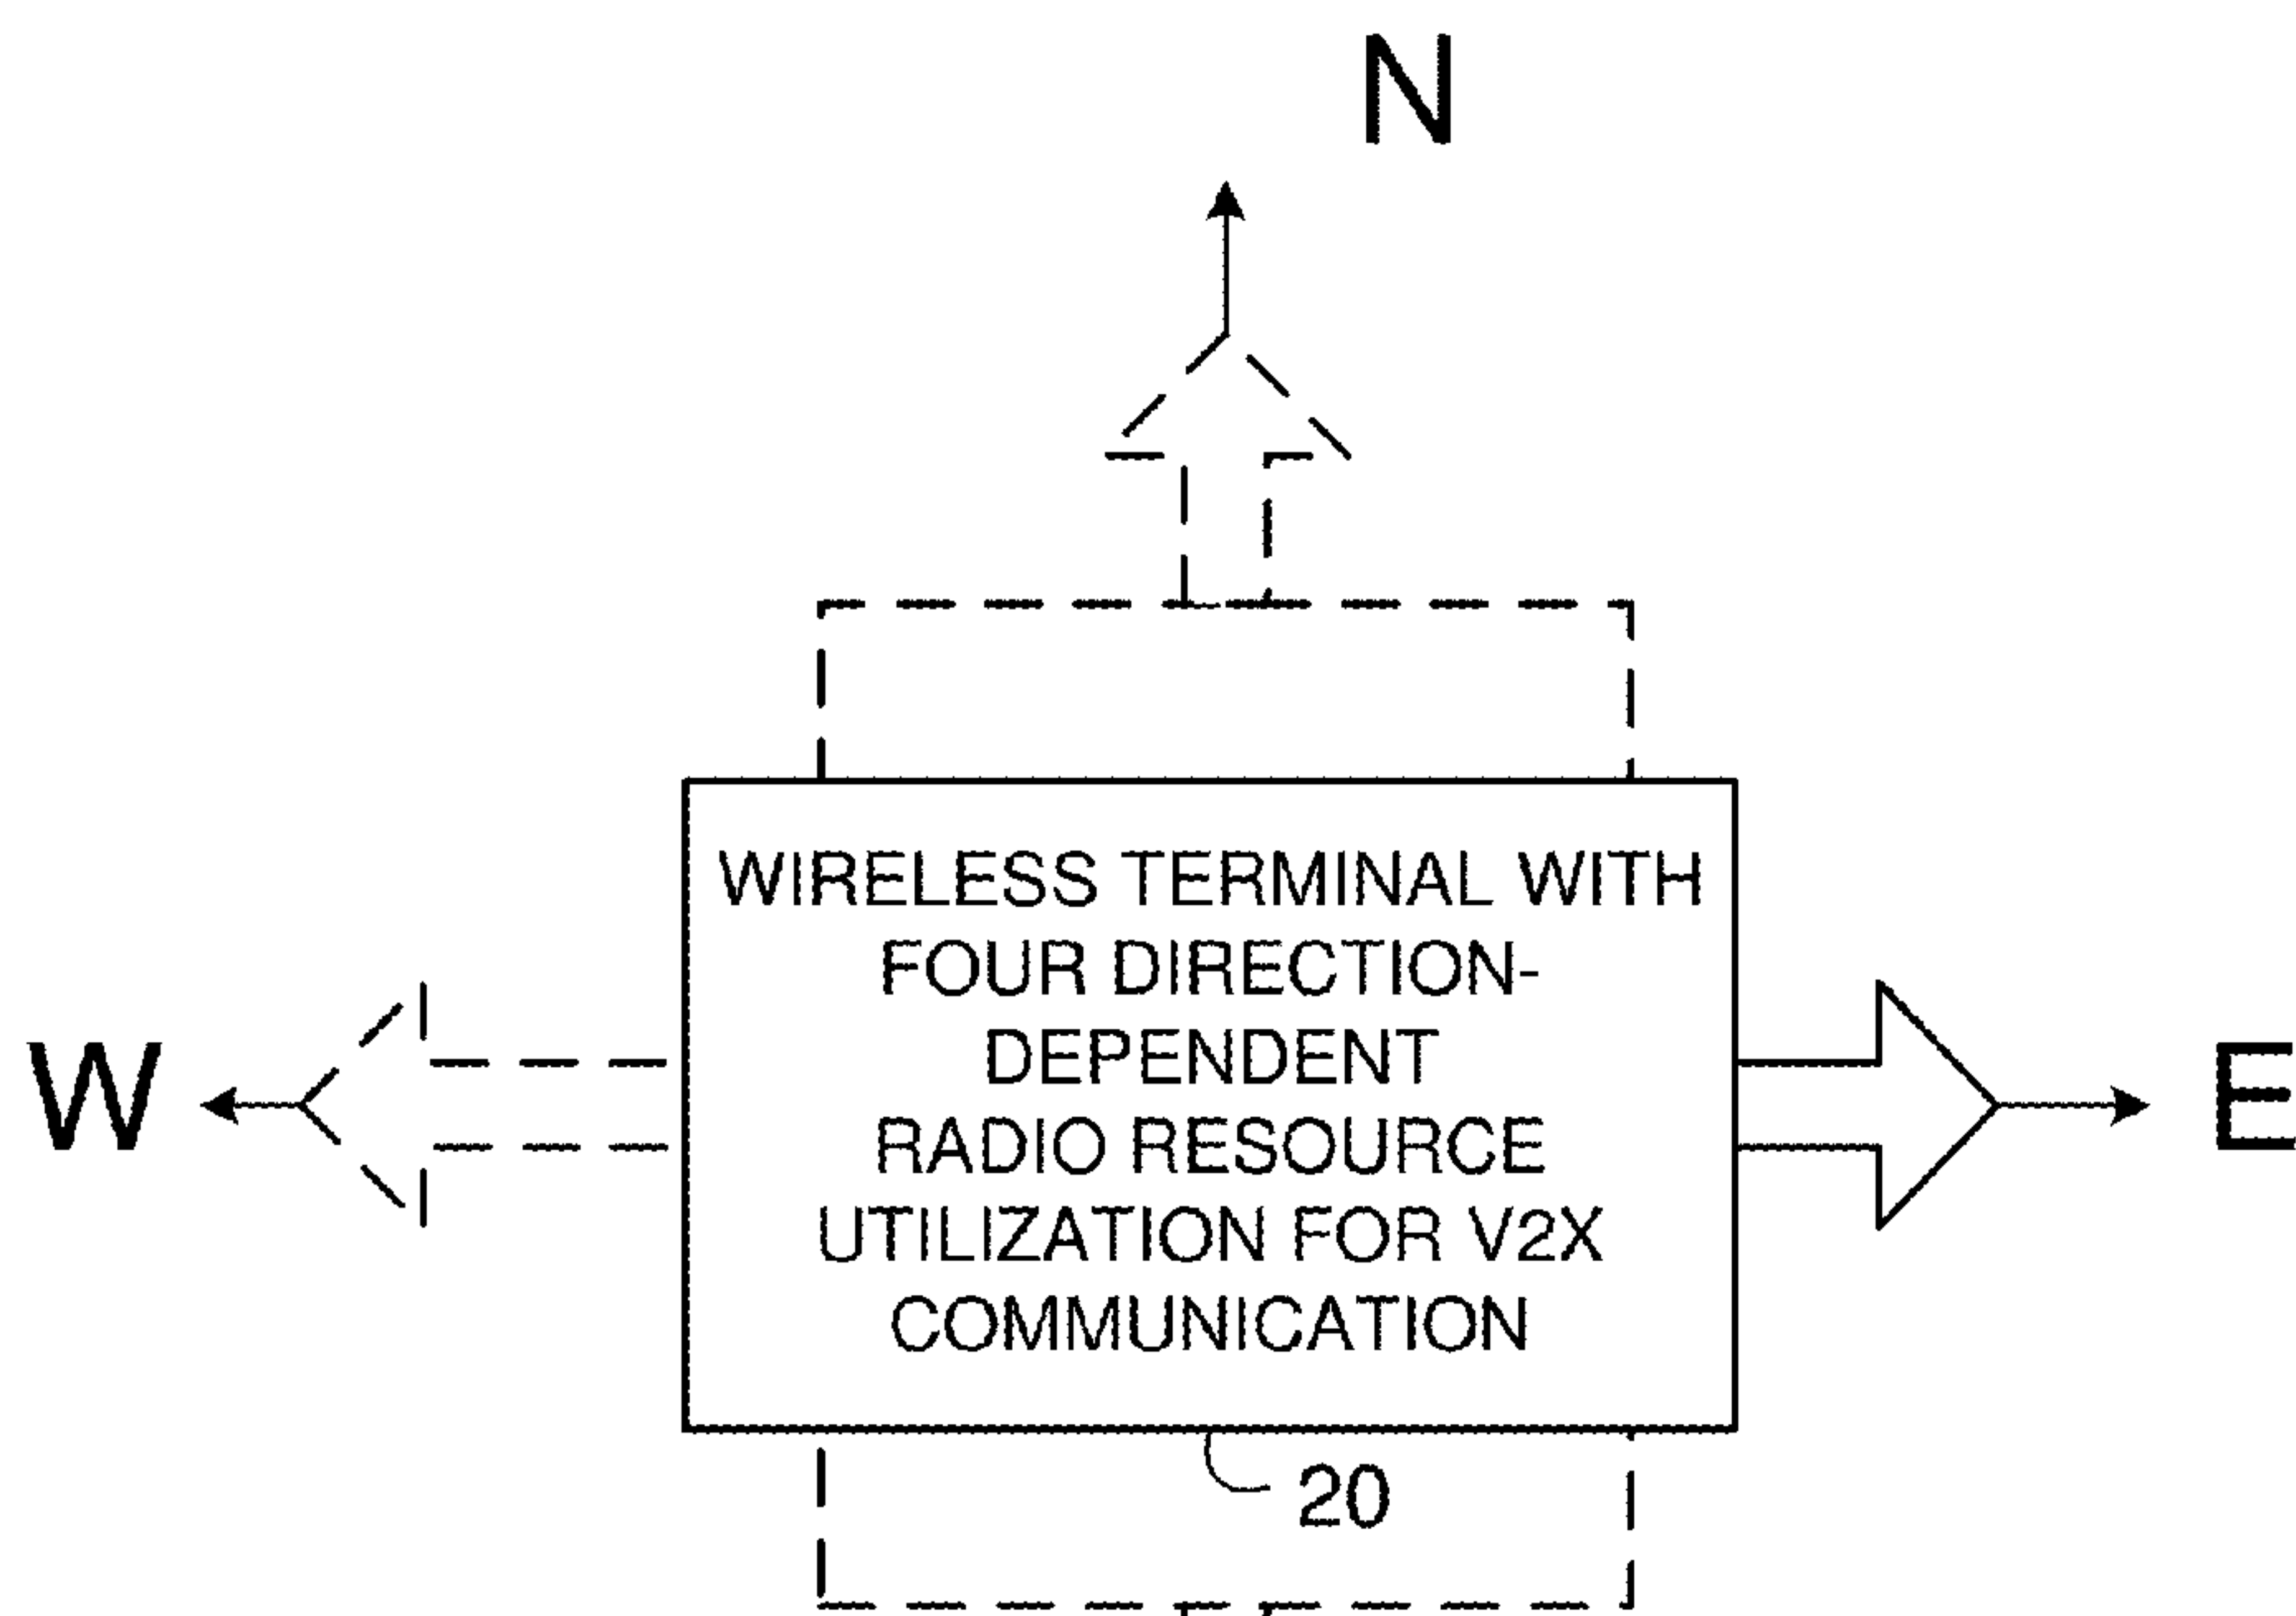 N
WIRELESS TERMINAL WITH
FOUR DIRECTION-
DEPENDENT
RADIO RESOURCE
UTILIZATION FOR V2X
COMMUNICATION
W
E
20